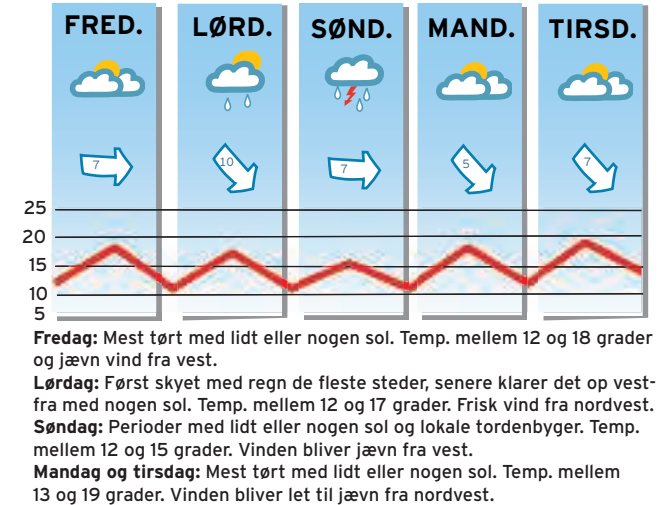 FRED. LØRD. SØND. MAND. TIRSD.
7 10 7 5 7
25
20
15
10
5
Fredag: Mest tørt med lidt eller nogen sol. Temp. mellem 12 og 18 grader
og jævn vind fra vest.
Lørdag: Først skyet med regn de fleste steder, senere klarer det op vest-
fra med nogen sol. Temp. mellem 12 og 17 grader. Frisk vind fra nordvest.
Søndag: Perioder med lidt eller nogen sol og lokale tordenbyger. Temp.
mellem 12 og 15 grader. Vinden bliver jævn fra vest.
Mandag og tirsdag: Mest tørt med lidt eller nogen sol. Temp. mellem
13 og 19 grader. Vinden bliver let til jævn fra nordvest.